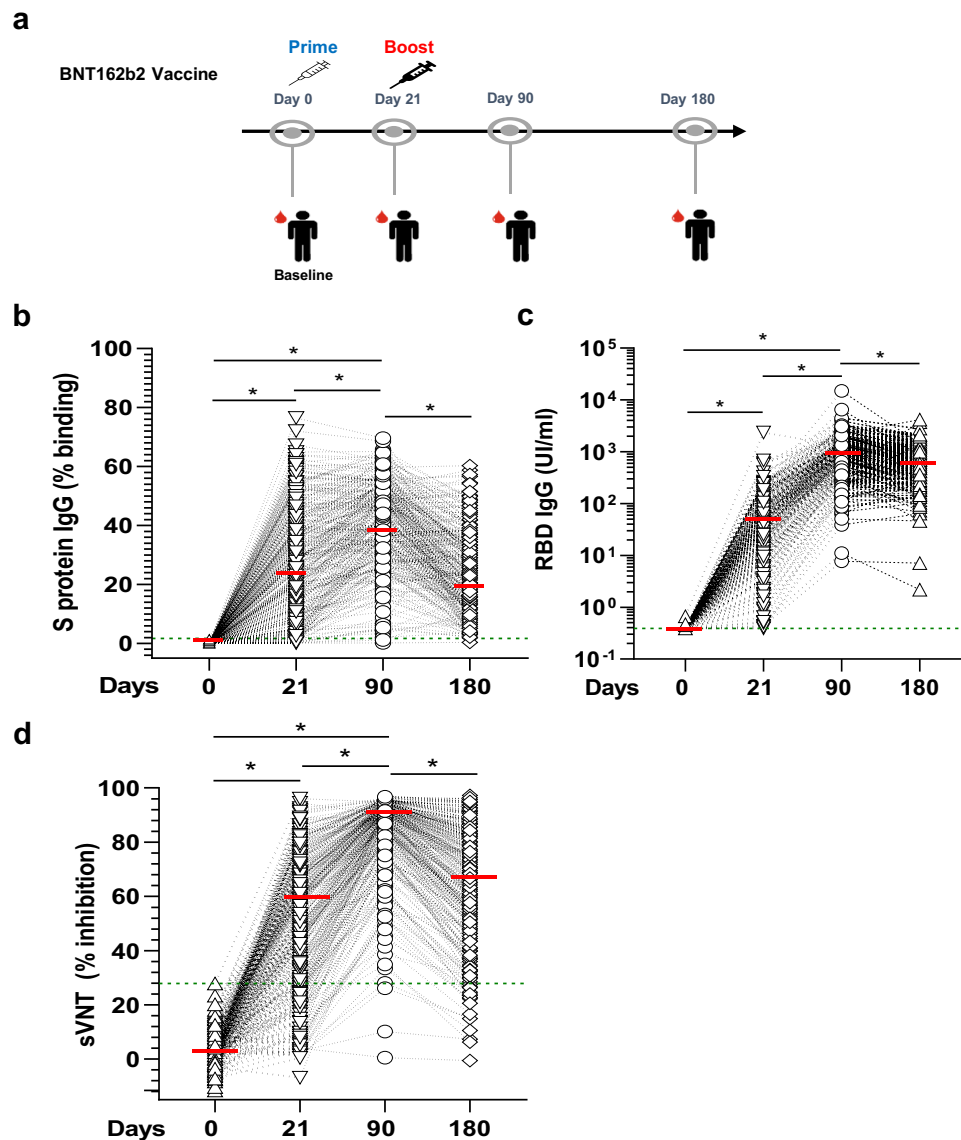 a
Prime Boost
BNT162b2 Vaccine
Day 0 Day 21 Day 90 Day 180
Baseline
b
S protein IgG (% binding)
100
80
60
40
20
0
Days 0 21 90 180
* * * *
c
RBD IgG (UI/ml)
10⁵
10⁴
10³
10²
10¹
10⁰
10⁻¹
Days 0 21 90 180
* * * *
d
sVNT (% inhibition)
100
80
60
40
20
0
Days 0 21 90 180
* * * *